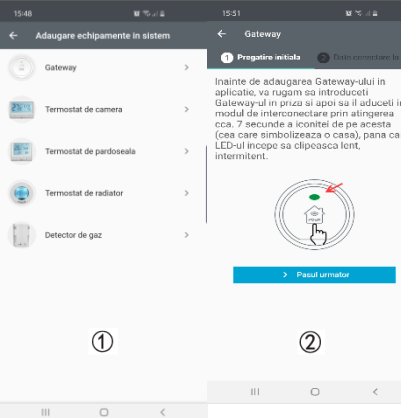 15:48
Adaugare echipamente in sistem
Gateway
Termostat de camera
Termostat de pardoseala
Termostat de radiator
Detector de gaz
1
15:51
Gateway
1 Pregatire initiala
2 Date conectare la
Inainte de adaugarea Gateway-ului in
aplicatie, va rugam sa introduceti
Gateway-ul in priza si apoi sa il aduceti in
modul de interconectare prin atingerea
cca. 7 secunde a iconitei de pe acesta
(cea care simbolizeaza o casa), pana ca
LED-ul incepe sa clipeasca lent,
intermitent.
Pasul urmator
2